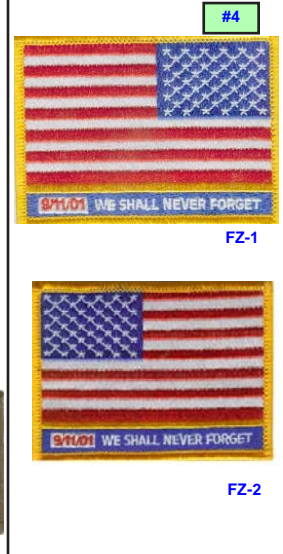 #4
9/11/01 WE SHALL NEVER FORGET
FZ-1
9/11/01 WE SHALL NEVER FORGET
FZ-2